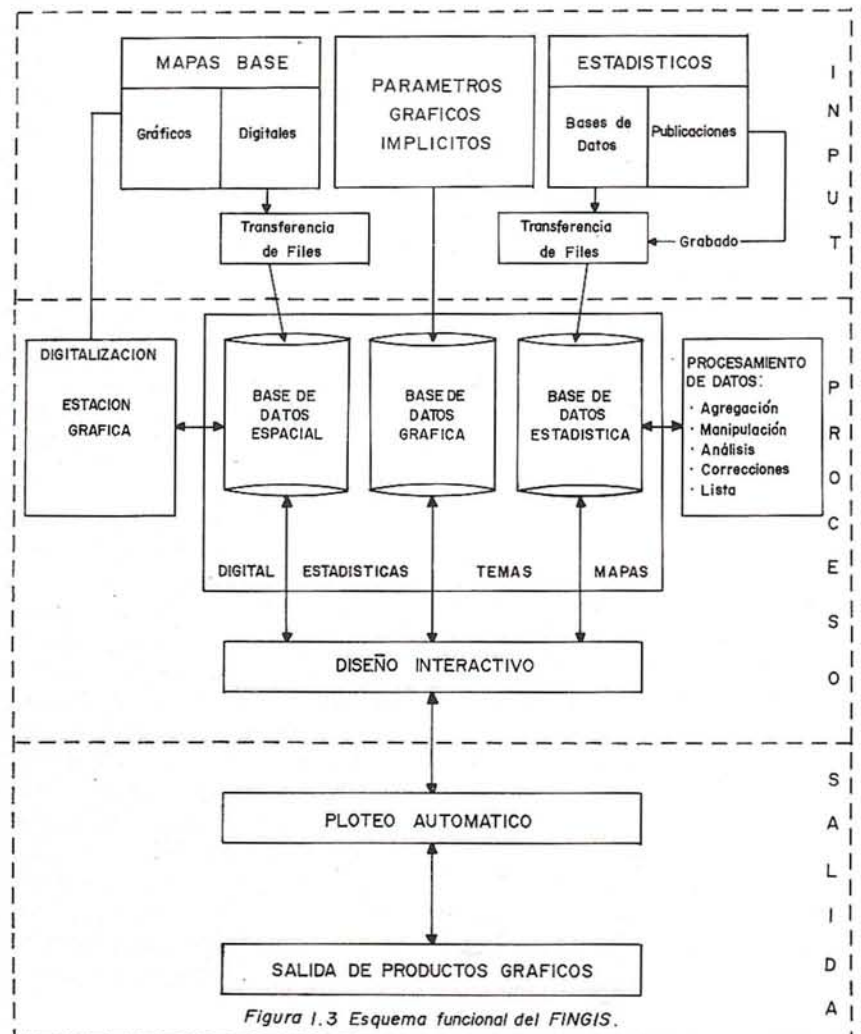 MAPAS BASE
Gráficos
Digitales
PARAMETROS
GRAFICOS
IMPLICITOS
ESTADISTICOS
Bases de
Datos
Publicaciones
INPUT
Transferencia
de Files
Transferencia
de Files
Grabado
DIGITALIZACION
ESTACION
GRAFICA
BASE DE
DATOS
ESPACIAL
BASE DE
DATOS
GRAFICA
BASE DE
DATOS
ESTADISTICA
PROCESAMIENTO
DE DATOS:
· Agregación
· Manipulación
· Análisis
· Correcciones
· Lista
PROCESO
DIGITAL ESTADISTICAS TEMAS MAPAS
DISEÑO INTERACTIVO
PLOTEO AUTOMATICO
SALIDA
SALIDA DE PRODUCTOS GRAFICOS
Figura 1.3 Esquema funcional del FINGIS.